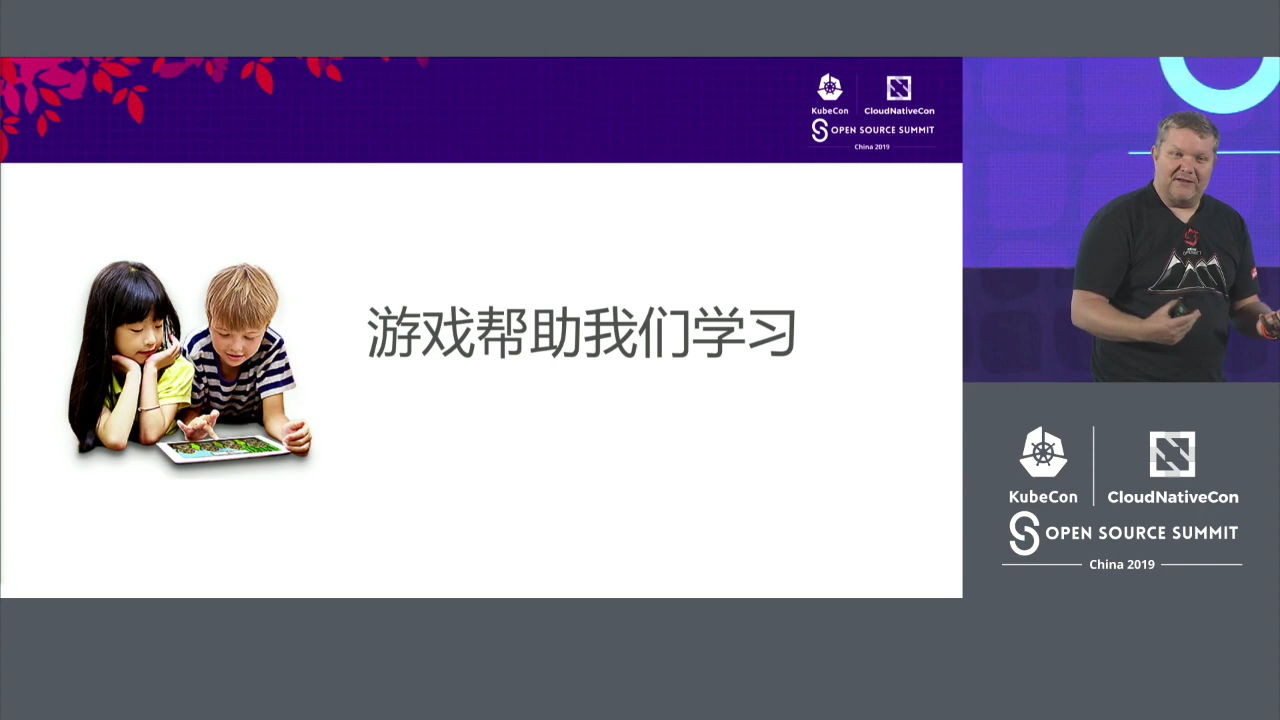 KubeCon
CloudNativeCon
OPEN SOURCE SUMMIT
China 2019
游戏帮助我们学习
KubeCon
CloudNativeCon
OPEN SOURCE SUMMIT
China 2019